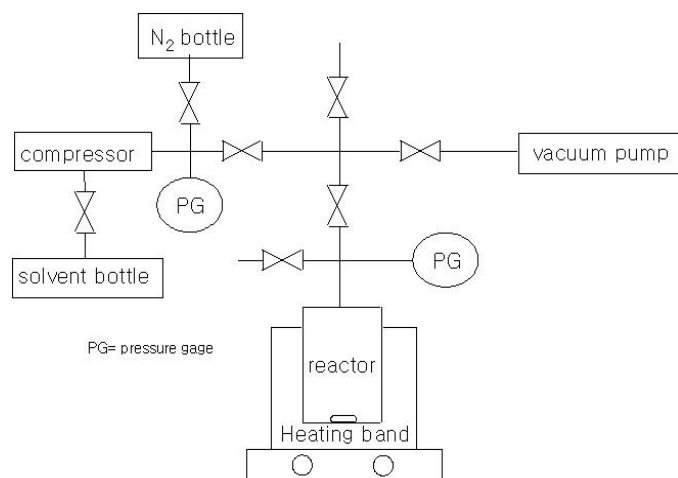 N₂ bottle
compressor
vacuum pump
PG
solvent bottle
PG
PG= pressure gage
reactor
Heating band